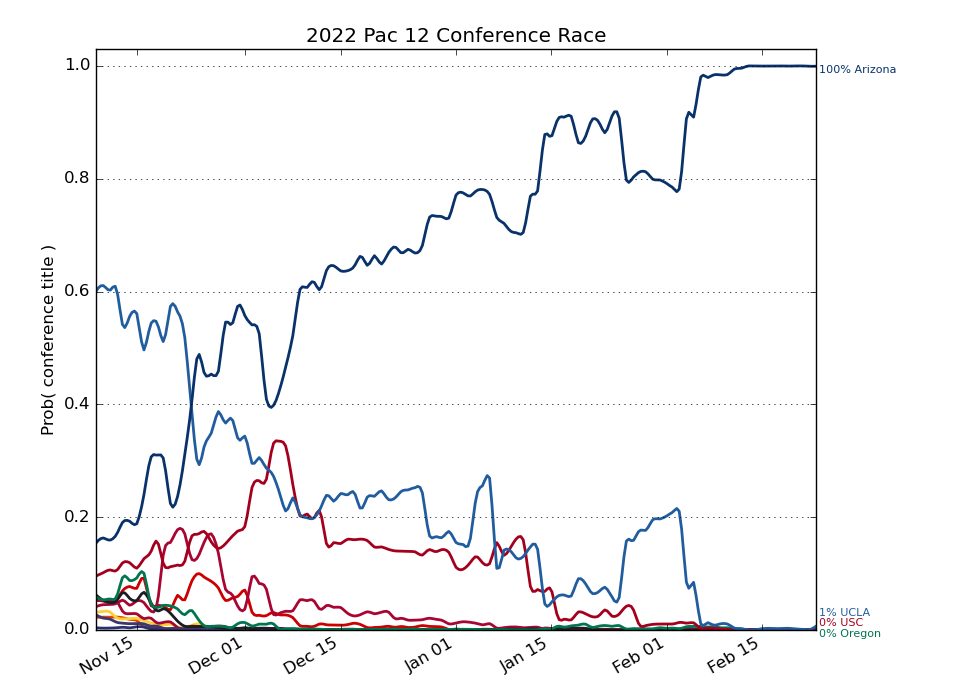 2022 Pac 12 Conference Race
Prob( conference title )
1.0
0.8
0.6
0.4
0.2
0.0
Nov 15
Dec 01
Dec 15
Jan 01
Jan 15
Feb 01
Feb 15
100% Arizona
1% UCLA
0% USC
0% Oregon